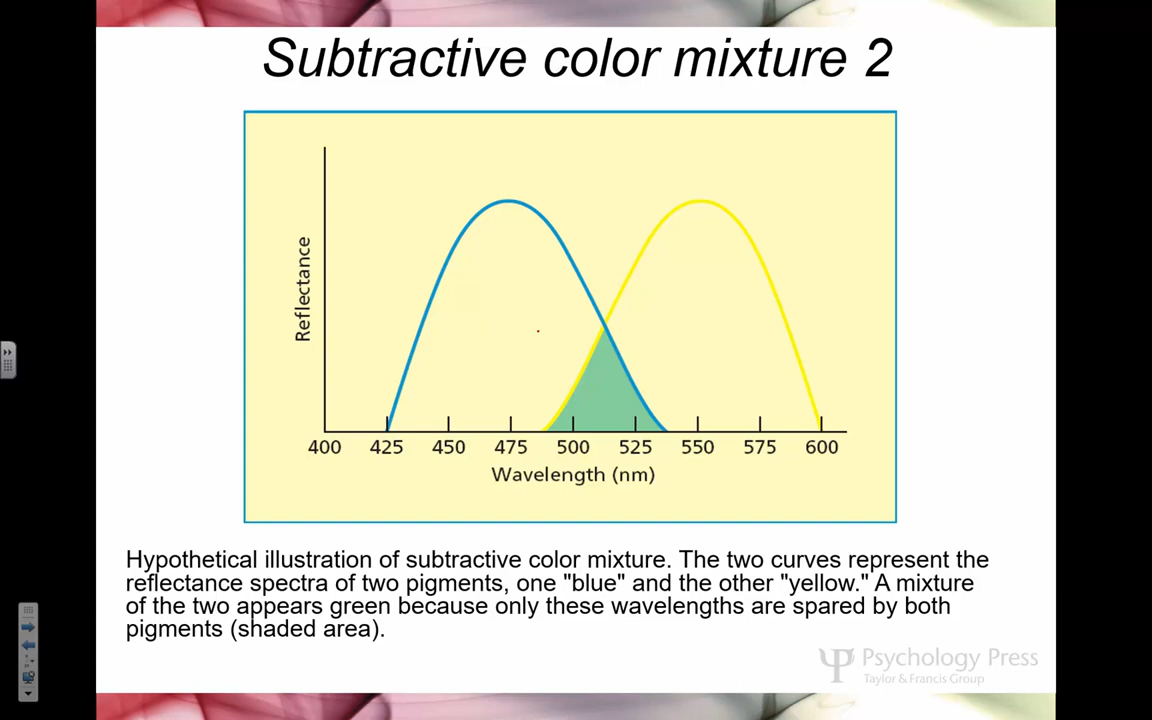 Subtractive color mixture 2
Reflectance
400 425 450 475 500 525 550 575 600
Wavelength (nm)
Hypothetical illustration of subtractive color mixture. The two curves represent the
reflectance spectra of two pigments, one "blue" and the other "yellow." A mixture
of the two appears green because only these wavelengths are spared by both
pigments (shaded area).
Psychology Press
Taylor & Francis Group